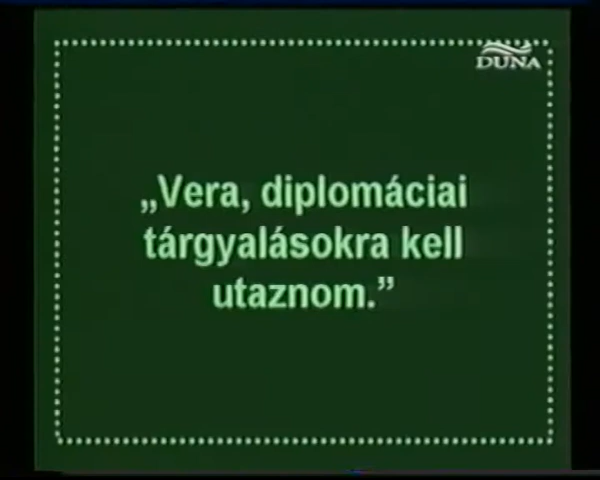 DUNA
„Vera, diplomáciai
tárgyalásokra kell
utaznom.”